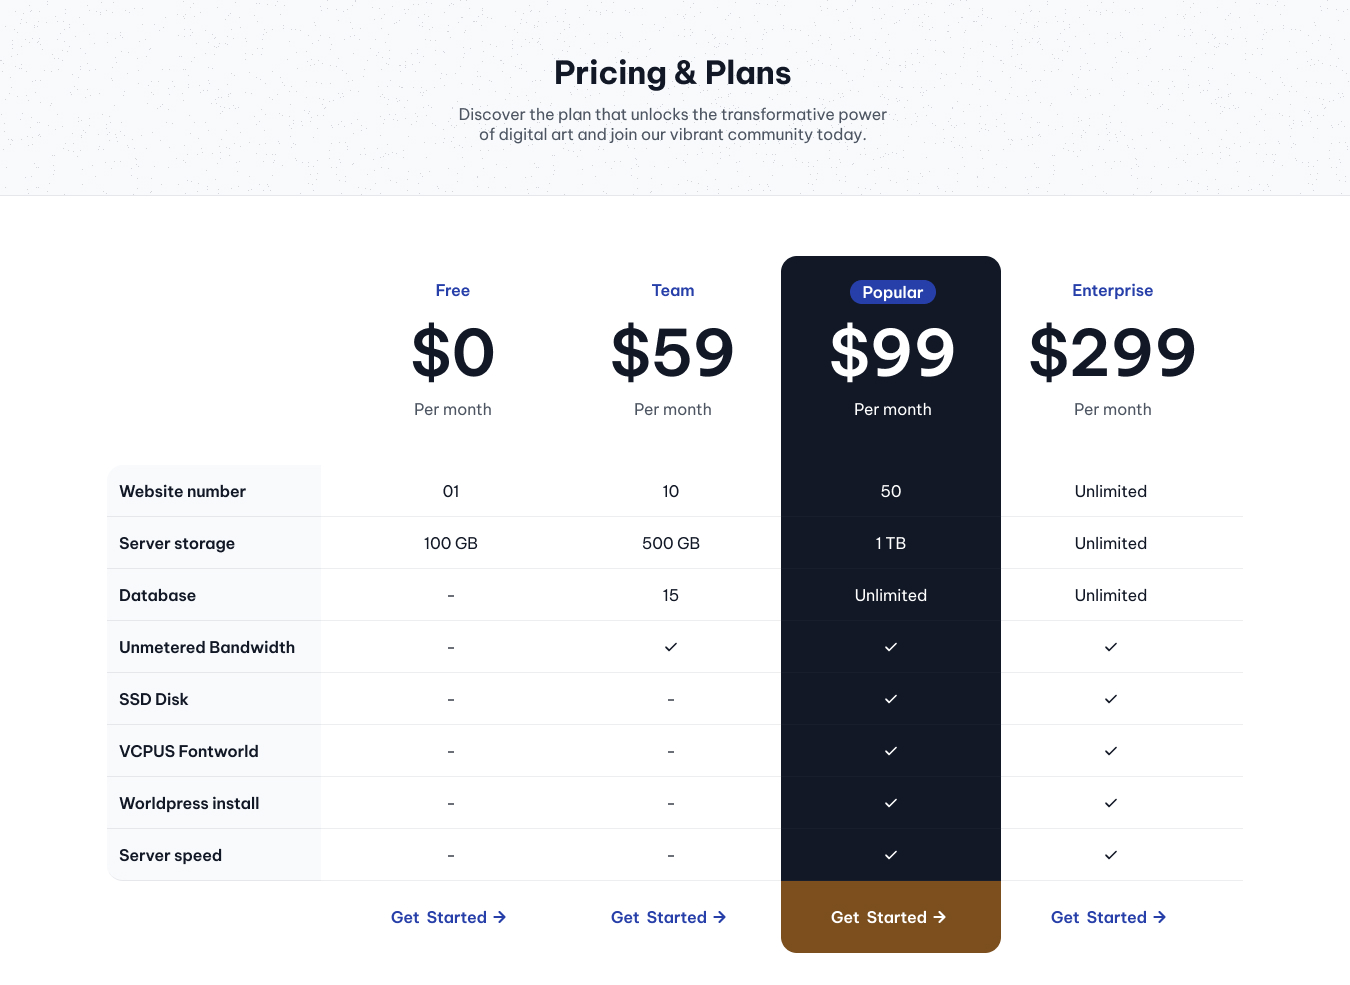 Pricing & Plans
Discover the plan that unlocks the transformative power
of digital art and join our vibrant community today.
Free Team Popular Enterprise
$0 $59 $99 $299
Per month Per month Per month Per month
Website number 01 10 50 Unlimited
Server storage 100 GB 500 GB 1 TB Unlimited
Database - 15 Unlimited Unlimited
Unmetered Bandwidth - ✓ ✓ ✓
SSD Disk - - ✓ ✓
VCPUS Fontworld - - ✓ ✓
Worldpress install - - ✓ ✓
Server speed - - ✓ ✓
Get Started → Get Started → Get Started → Get Started →